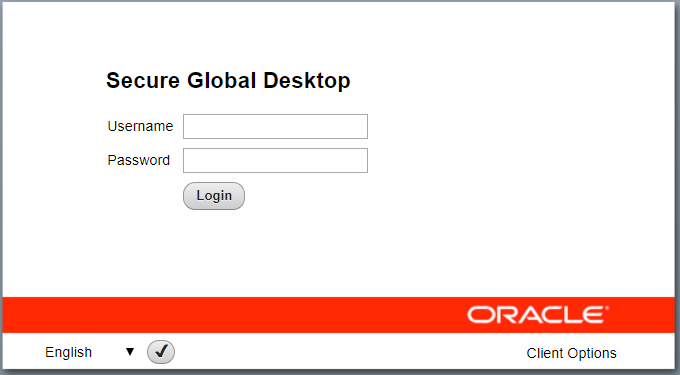 Secure Global Desktop
Username
Password
Login
ORACLE
English
Client Options